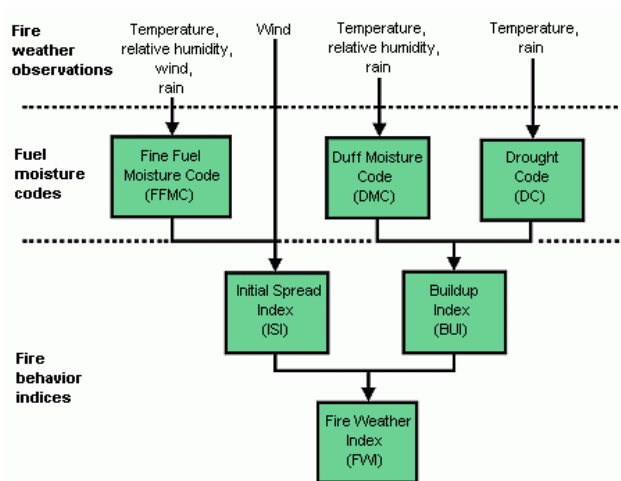 Fire
weather
observations
Temperature,
relative humidity,
wind,
rain
Wind
Temperature,
relative humidity,
rain
Temperature,
rain
Fuel
moisture
codes
Fine Fuel
Moisture Code
(FFMC)
Duff Moisture
Code
(DMC)
Drought
Code
(DC)
Fire
behavior
indices
Initial Spread
Index
(ISI)
Buildup
Index
(BUI)
Fire Weather
Index
(FWI)